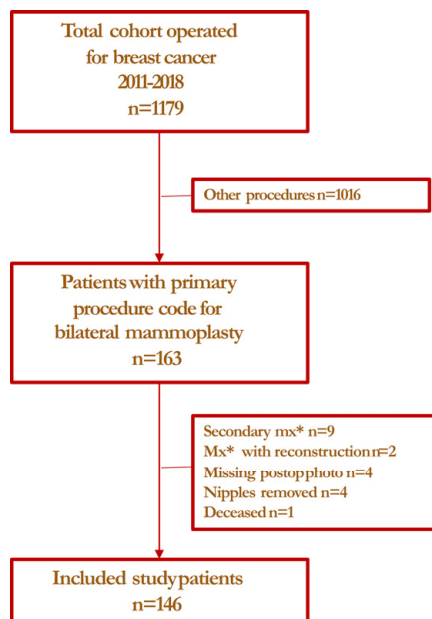 Total cohort operated
for breast cancer
2011-2018
n=1179
Other procedures n=1016
Patients with primary
procedure code for
bilateral mammoplasty
n=163
Secondary mx* n=9
Mx* with reconstruction n=2
Missing postop photo n=4
Nipples removed n=4
Deceased n=1
Included study patients
n=146